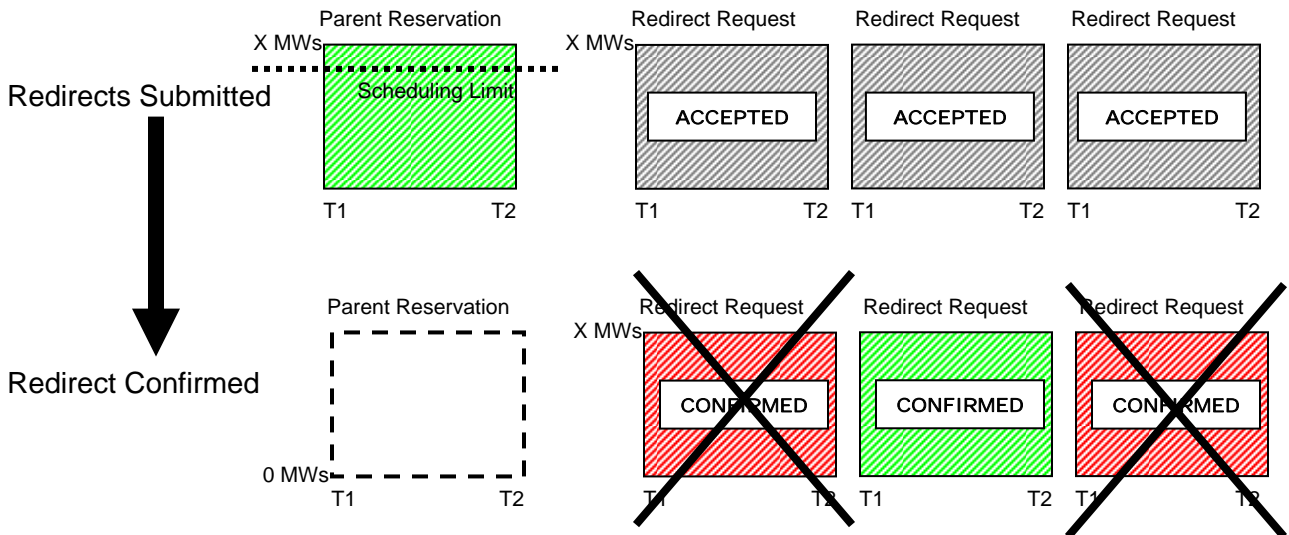 Parent Reservation
Redirect Request
Redirect Request
Redirect Request
X MWs
X MWs
Redirects Submitted
Scheduling Limit
ACCEPTED
ACCEPTED
ACCEPTED
T1
T2
T1
T2
T1
T2
T1
T2
Parent Reservation
Redirect Request
Redirect Request
Redirect Request
X MWs
Redirect Confirmed
CONFIRMED
CONFIRMED
CONFIRMED
0 MWs
T1
T2
T1
T2
T1
T2
T1
T2